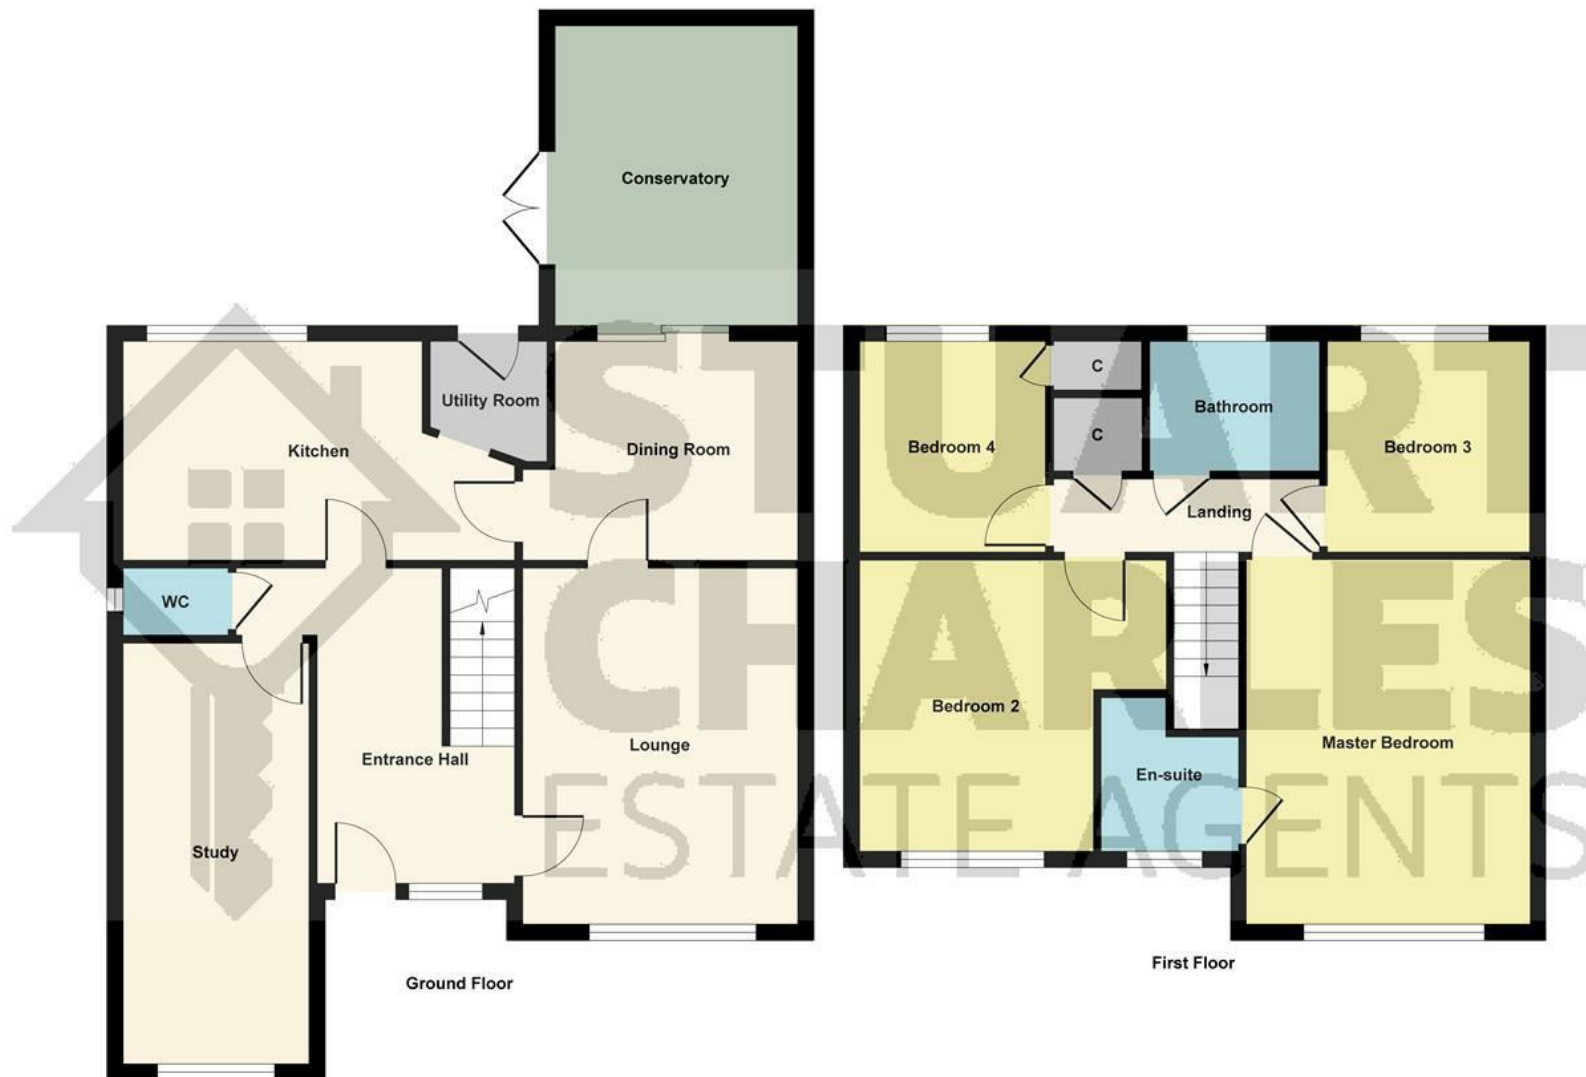 Conservatory
Utility Room
Kitchen
Dining Room
WC
Entrance Hall
Lounge
Study
Ground Floor
C
C
Bathroom
Bedroom 4
Bedroom 3
Landing
Bedroom 2
Master Bedroom
En-suite
First Floor
STUART
CHARLES
ESTATE AGENTS